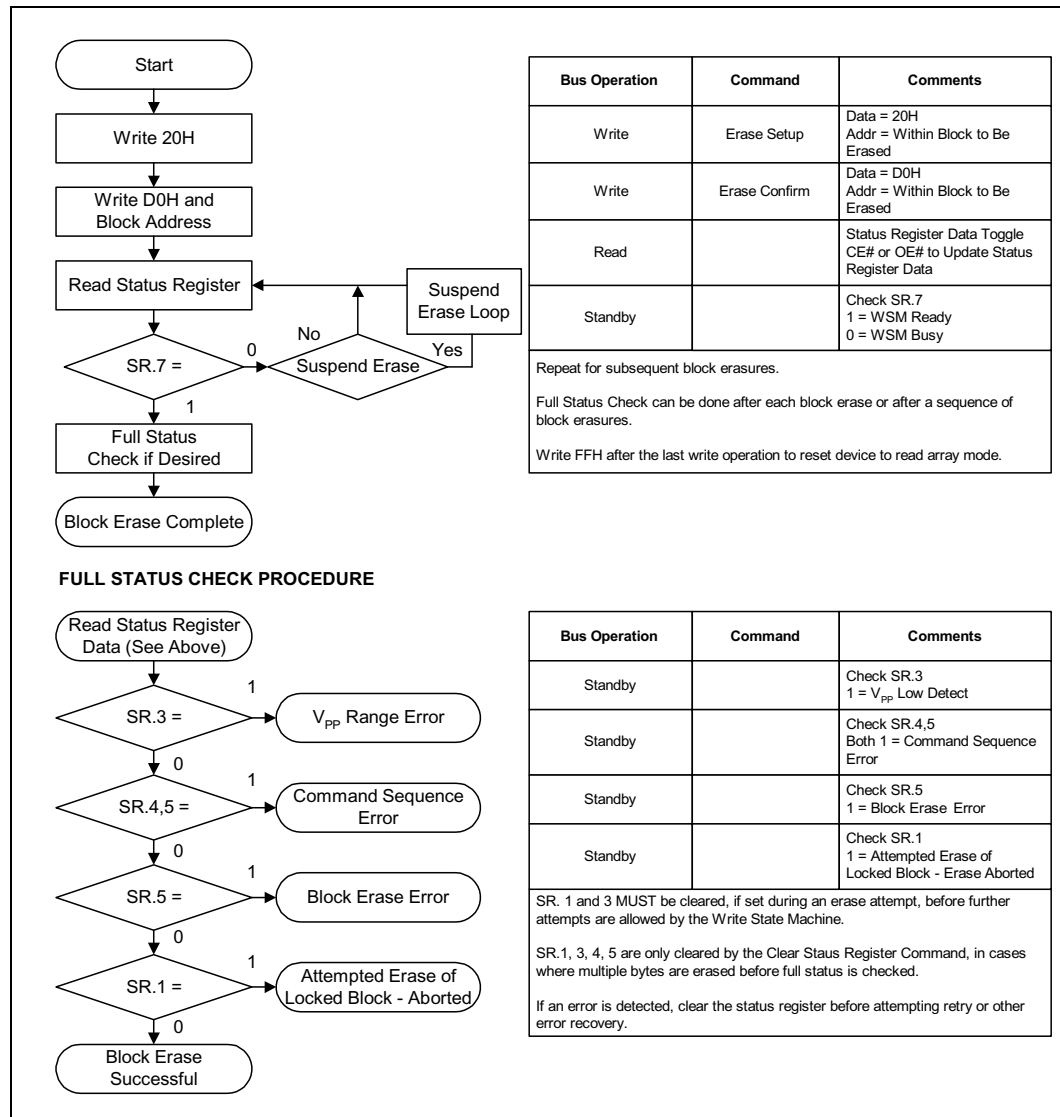 Start
Write 20H
Write D0H and
Block Address
Read Status Register
Suspend
Erase Loop
No
Yes
0
SR.7 =
Suspend Erase
1
Full Status
Check if Desired
Block Erase Complete
Bus Operation Command Comments
Write Erase Setup Data = 20H
Addr = Within Block to Be
Erased
Write Erase Confirm Data = D0H
Addr = Within Block to Be
Erased
Read Status Register Data Toggle
CE# or OE# to Update Status
Register Data
Standby Check SR.7
1 = WSM Ready
0 = WSM Busy
Repeat for subsequent block erasures.
Full Status Check can be done after each block erase or after a sequence of
block erasures.
Write FFH after the last write operation to reset device to read array mode.
FULL STATUS CHECK PROCEDURE
Read Status Register
Data (See Above)
1
SR.3 =
VPP Range Error
0
1
SR.4,5 =
Command Sequence
Error
0
1
SR.5 =
Block Erase Error
0
1
SR.1 =
Attempted Erase of
Locked Block - Aborted
0
Block Erase
Successful
Bus Operation Command Comments
Standby Check SR.3
1 = VPP Low Detect
Standby Check SR.4,5
Both 1 = Command Sequence
Error
Standby Check SR.5
1 = Block Erase Error
Standby Check SR.1
1 = Attempted Erase of
Locked Block - Erase Aborted
SR. 1 and 3 MUST be cleared, if set during an erase attempt, before further
attempts are allowed by the Write State Machine.
SR.1, 3, 4, 5 are only cleared by the Clear Staus Register Command, in cases
where multiple bytes are erased before full status is checked.
If an error is detected, clear the status register before attempting retry or other
error recovery.